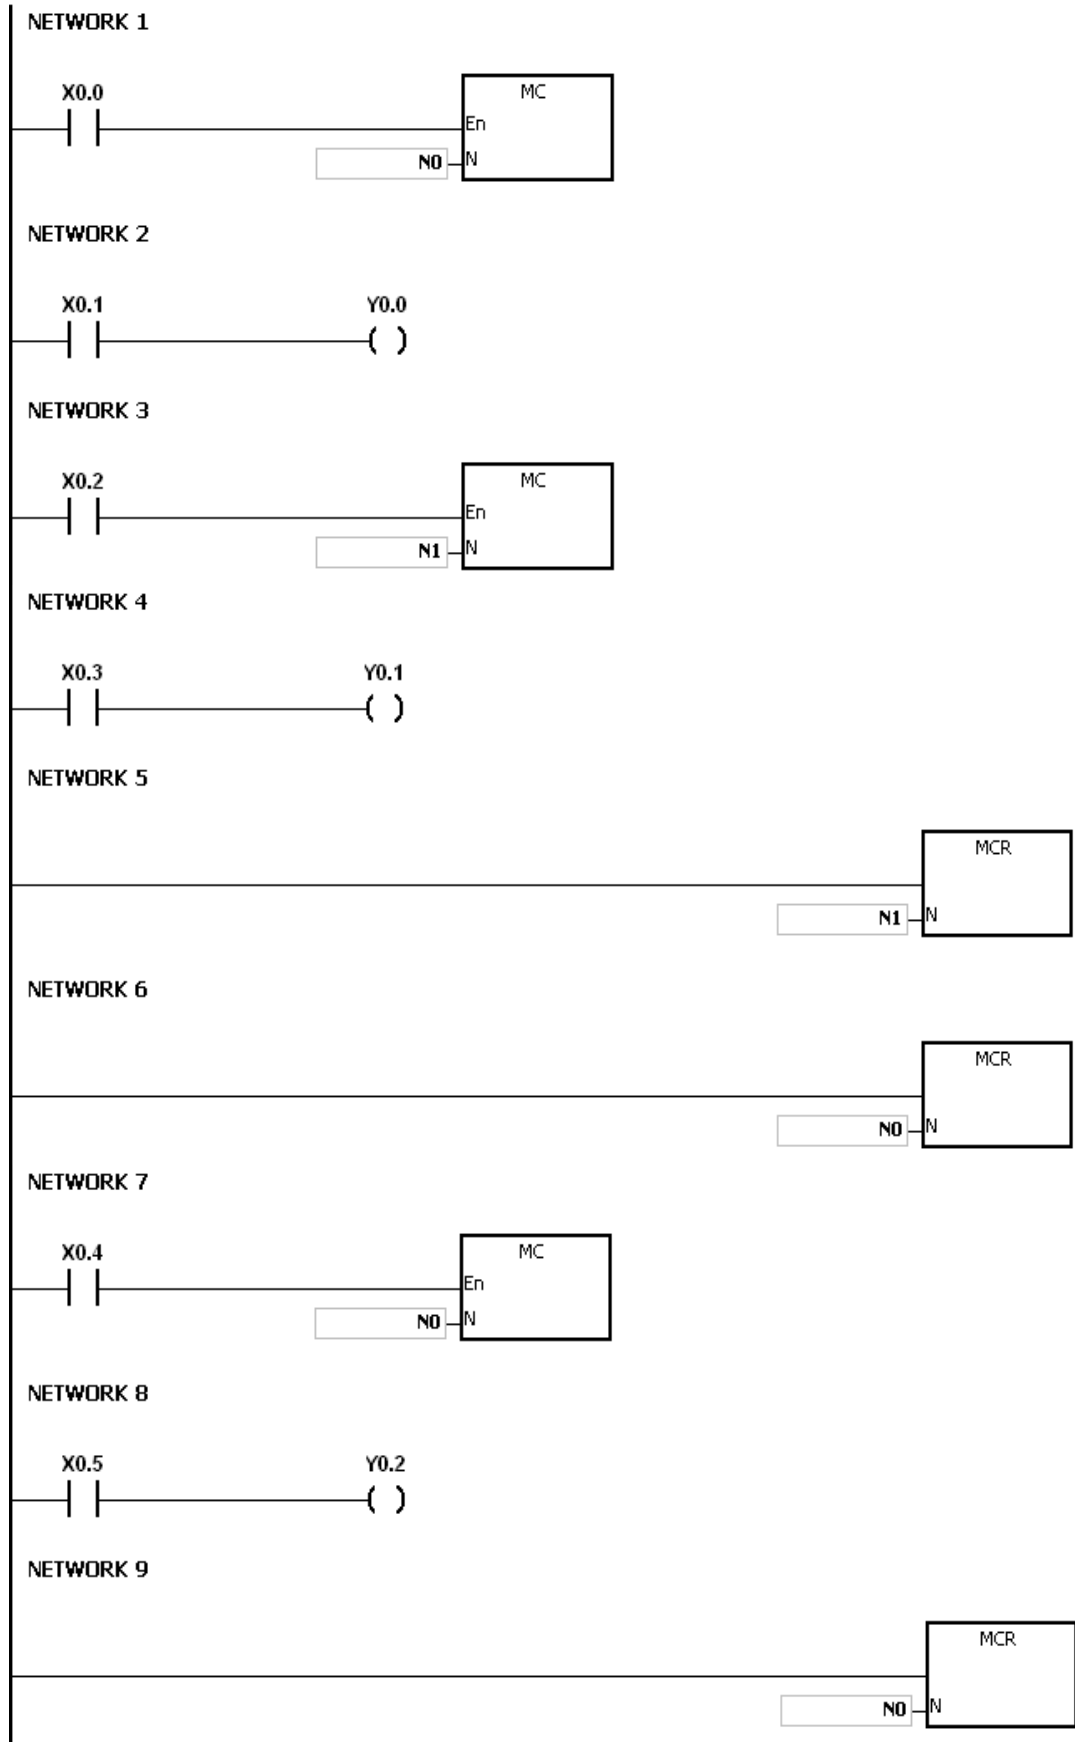 NETWORK 1
X0.0
MC
En
N0 N
NETWORK 2
X0.1 Y0.0
NETWORK 3
X0.2
MC
En
N1 N
NETWORK 4
X0.3 Y0.1
NETWORK 5
MCR
N1 N
NETWORK 6
MCR
N0 N
NETWORK 7
X0.4
MC
En
N0 N
NETWORK 8
X0.5 Y0.2
NETWORK 9
MCR
N0 N